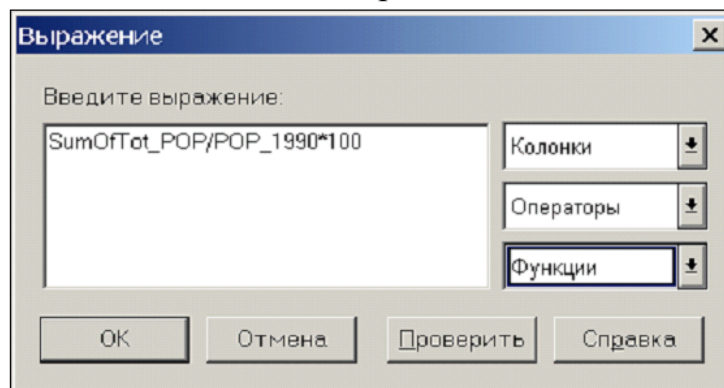 Выражение
Введите выражение:
SumOfTot_POP/POP_1990*100
Колонки
Операторы
Функции
OK
Отмена
Проверить
Справка